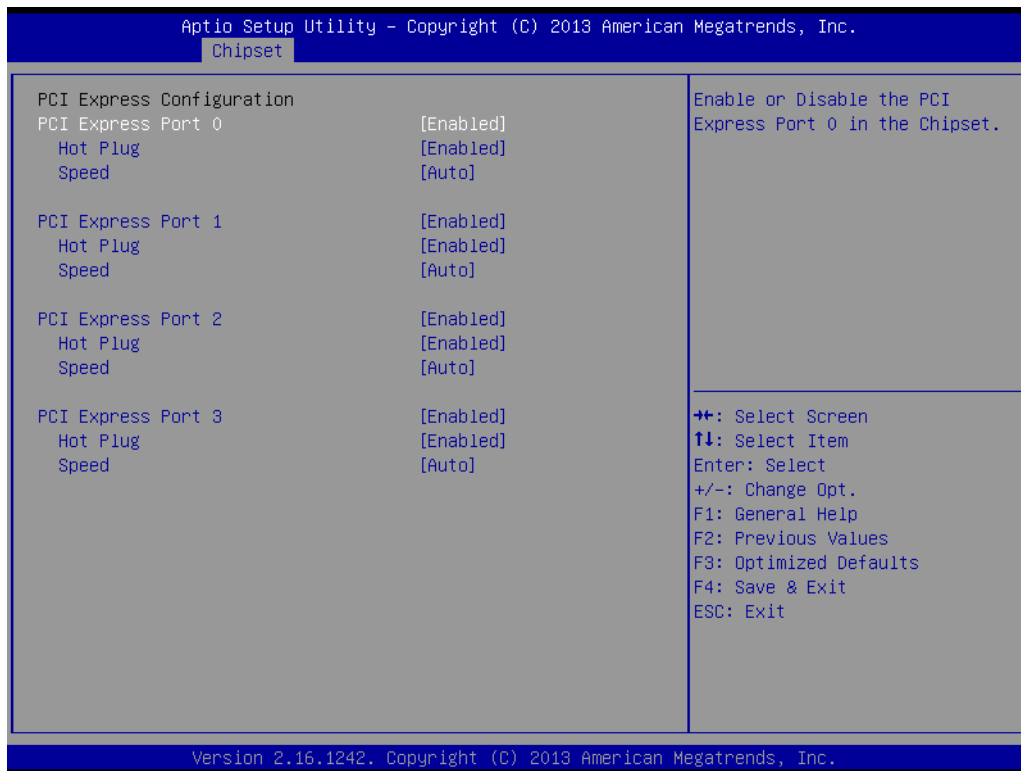 Aptio Setup Utility – Copyright (C) 2013 American Megatrends, Inc.
Chipset
PCI Express Configuration
PCI Express Port 0 [Enabled]
Hot Plug [Enabled]
Speed [Auto]
PCI Express Port 1 [Enabled]
Hot Plug [Enabled]
Speed [Auto]
PCI Express Port 2 [Enabled]
Hot Plug [Enabled]
Speed [Auto]
PCI Express Port 3 [Enabled]
Hot Plug [Enabled]
Speed [Auto]
Enable or Disable the PCI
Express Port 0 in the Chipset.
→←: Select Screen
↑↓: Select Item
Enter: Select
+/-: Change Opt.
F1: General Help
F2: Previous Values
F3: Optimized Defaults
F4: Save & Exit
ESC: Exit
Version 2.16.1242. Copyright (C) 2013 American Megatrends, Inc.